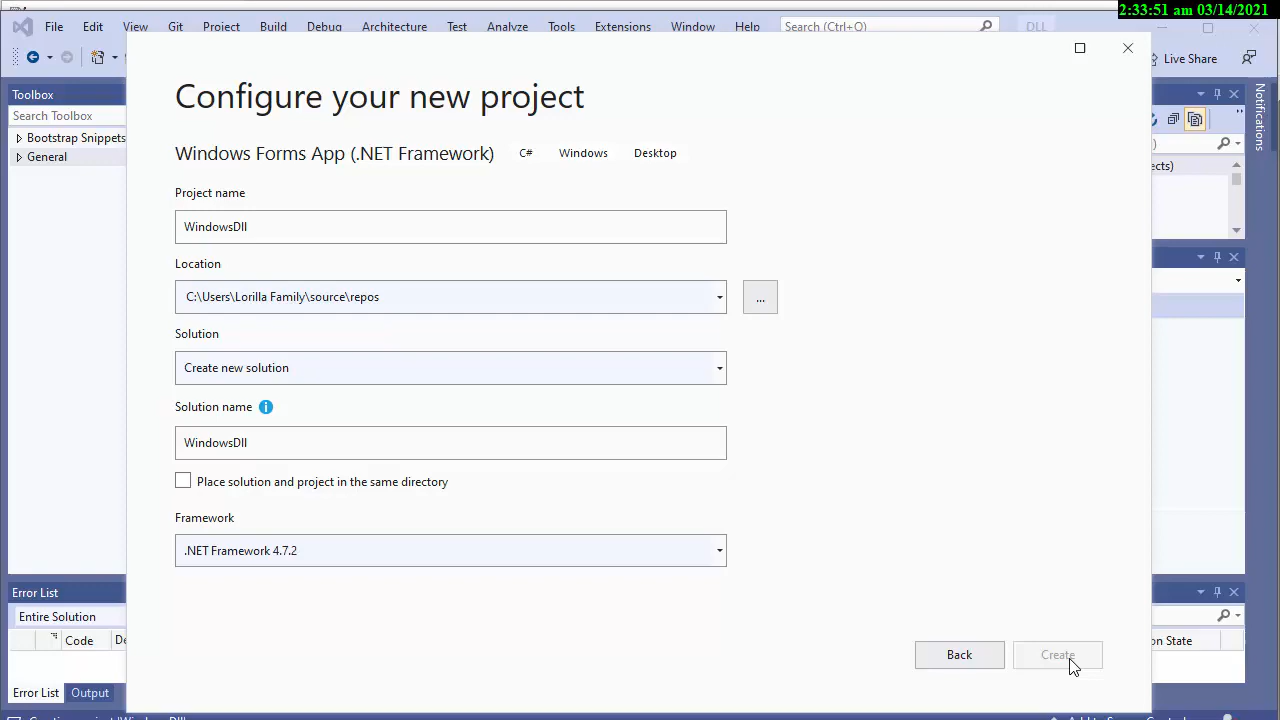 2:33:51 am 03/14/2021
File Edit View Git Project Build Debug Architecture Test Analyze Tools Extensions Window Help Search (Ctrl+Q) DLL
Live Share
Toolbox
Search Toolbox
Bootstrap Snippets
General
Notifications
Configure your new project
Windows Forms App (.NET Framework) C# Windows Desktop
Project name
WindowsDll
Location
C:\Users\Lorilla Family\source\repos
...
Solution
Create new solution
Solution name
WindowsDll
Place solution and project in the same directory
Framework
.NET Framework 4.7.2
Back Create
Error List
Entire Solution
Code
Error List Output